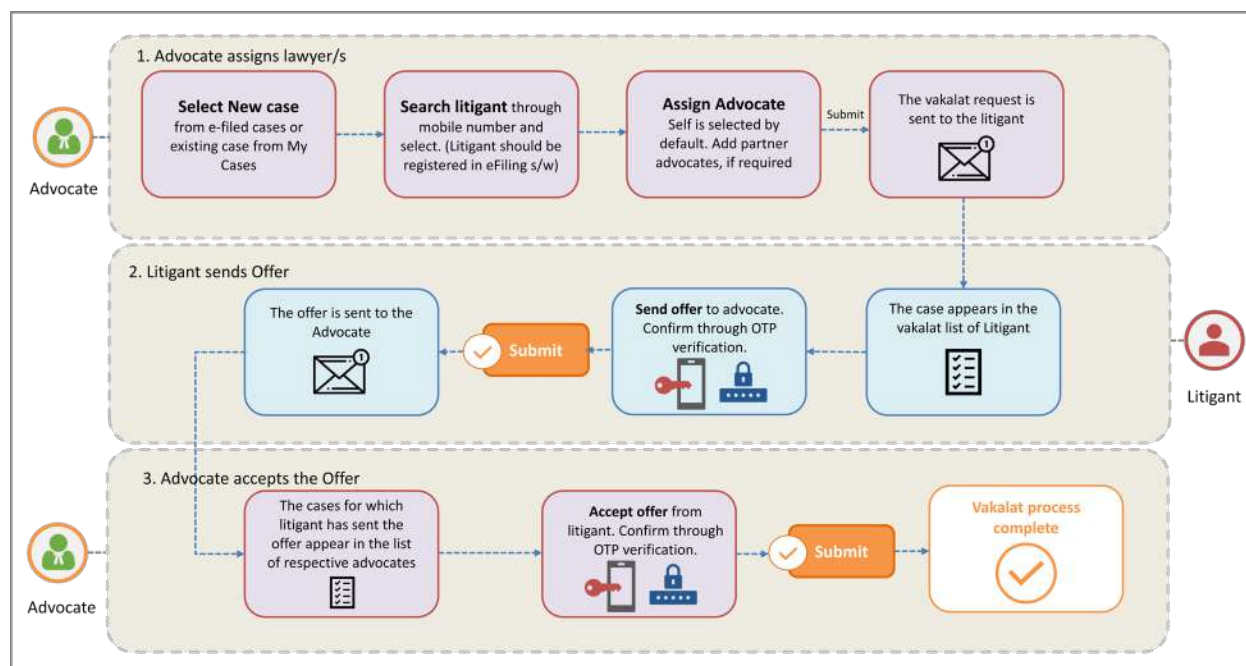 1. Advocate assigns lawyer/s
Select New case
from e-filed cases or
existing case from My
Cases
Search litigant through
mobile number and
select. (Litigant should be
registered in eFiling s/w)
Assign Advocate
Self is selected by
default. Add partner
advocates, if required
Submit
The vakalat request is
sent to the litigant
1
Advocate
2. Litigant sends Offer
The case appears in the
vakalat list of Litigant
Send offer to advocate.
Confirm through OTP
verification.
Submit
The offer is sent to the
Advocate
1
Litigant
3. Advocate accepts the Offer
The cases for which
litigant has sent the
offer appear in the list
of respective advocates
Accept offer from
litigant. Confirm through
OTP verification.
Submit
Vakalat process
complete
Advocate